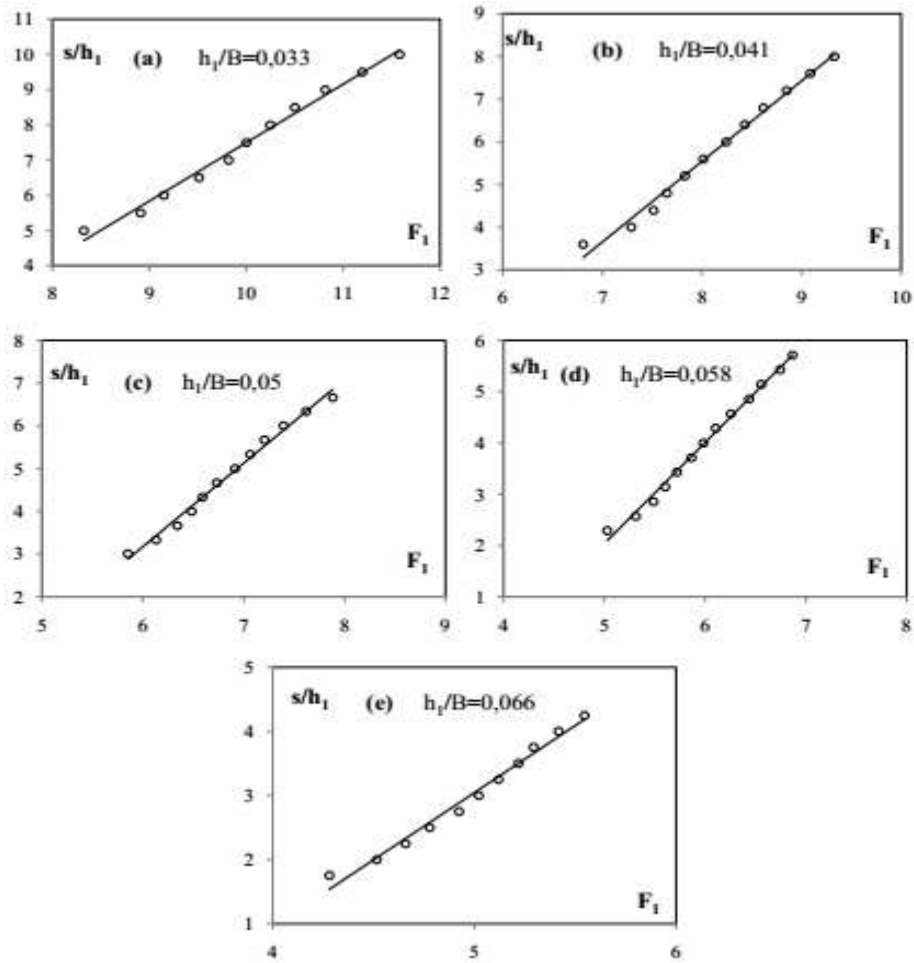 11
10
9
8
7
6
5
4
s/h₁ (a) h₁/B=0,033
F₁
8 9 10 11 12
9
8
7
6
5
4
3
s/h₁ (b) h₁/B=0,041
F₁
6 7 8 9 10
8
7
6
5
4
3
2
s/h₁ (c) h₁/B=0,05
F₁
5 6 7 8 9
6
5
4
3
2
1
s/h₁ (d) h₁/B=0,058
F₁
4 5 6 7 8
5
4
3
2
1
s/h₁ (e) h₁/B=0,066
F₁
4 5 6